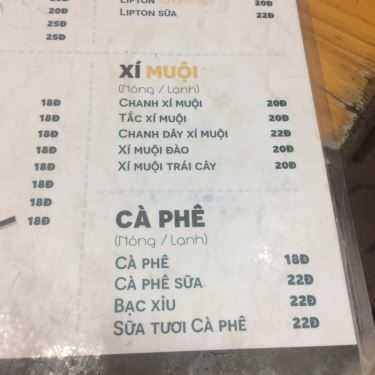 20Đ
25Đ
25Đ
LIPTON
LIPTON SỮA 22Đ
18Đ
18Đ
18Đ
18Đ
18Đ
18Đ
18Đ
18Đ
XÍ MUỘI
(Nóng / Lạnh)
CHANH XÍ MUỘI 20Đ
TẮC XÍ MUỘI 20Đ
CHANH DÂY XÍ MUỘI 22Đ
XÍ MUỘI ĐÀO 20Đ
XÍ MUỘI TRÁI CÂY 20Đ
CÀ PHÊ
(Nóng / Lạnh)
CÀ PHÊ 18Đ
CÀ PHÊ SỮA 22Đ
BẠC XỈU 22Đ
SỮA TƯƠI CÀ PHÊ 22Đ